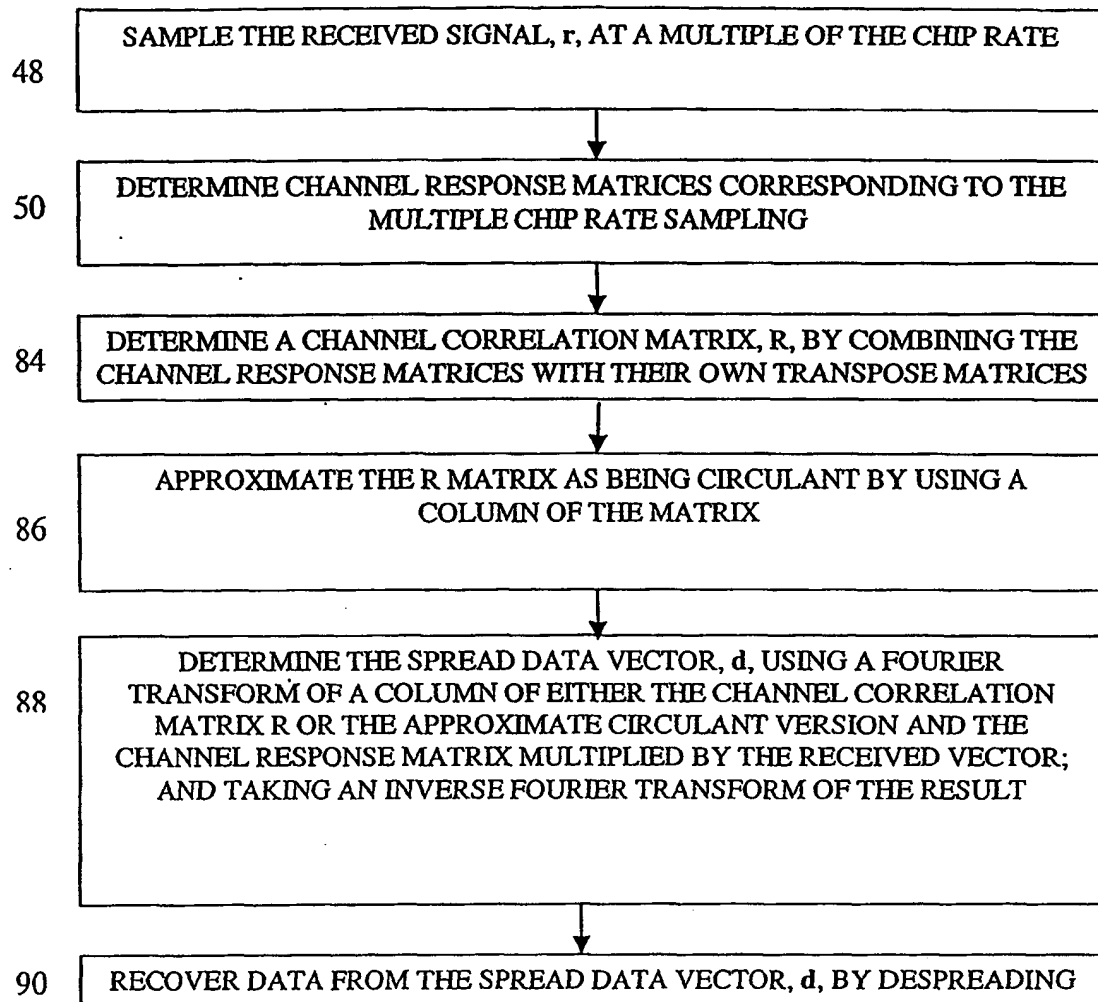 48
SAMPLE THE RECEIVED SIGNAL, r, AT A MULTIPLE OF THE CHIP RATE
50
DETERMINE CHANNEL RESPONSE MATRICES CORRESPONDING TO THE
MULTIPLE CHIP RATE SAMPLING
84
DETERMINE A CHANNEL CORRELATION MATRIX, R, BY COMBINING THE
CHANNEL RESPONSE MATRICES WITH THEIR OWN TRANSPOSE MATRICES
86
APPROXIMATE THE R MATRIX AS BEING CIRCULANT BY USING A
COLUMN OF THE MATRIX
88
DETERMINE THE SPREAD DATA VECTOR, d, USING A FOURIER
TRANSFORM OF A COLUMN OF EITHER THE CHANNEL CORRELATION
MATRIX R OR THE APPROXIMATE CIRCULANT VERSION AND THE
CHANNEL RESPONSE MATRIX MULTIPLIED BY THE RECEIVED VECTOR;
AND TAKING AN INVERSE FOURIER TRANSFORM OF THE RESULT
90
RECOVER DATA FROM THE SPREAD DATA VECTOR, d, BY DESPREADING